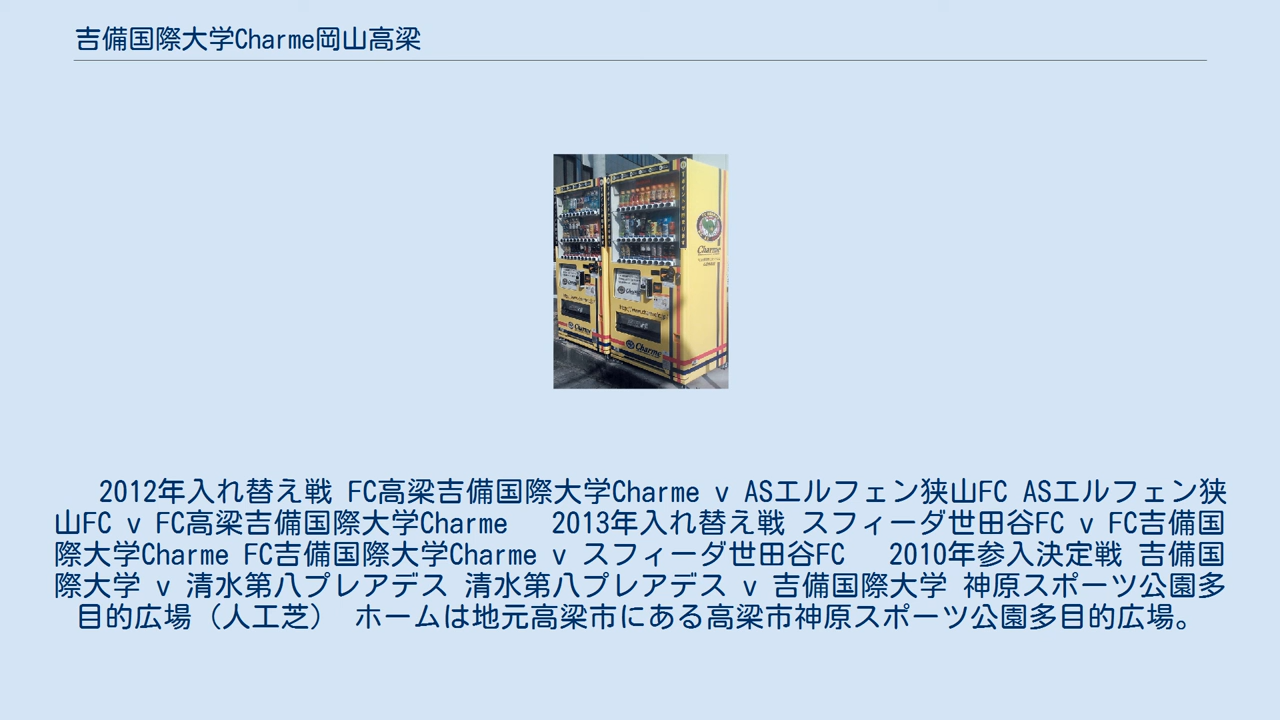 吉備国際大学Charme岡山高梁
Charme
Charme
Charme
2012年入れ替え戦 FC高梁吉備国際大学Charme v ASエルフェン狭山FC ASエルフェン狭
山FC v FC高梁吉備国際大学Charme 2013年入れ替え戦 スフィーダ世田谷FC v FC吉備国
際大学Charme FC吉備国際大学Charme v スフィーダ世田谷FC 2010年参入決定戦 吉備国
際大学 v 清水第八プレアデス 清水第八プレアデス v 吉備国際大学 神原スポーツ公園多
目的広場（人工芝） ホームは地元高梁市にある高梁市神原スポーツ公園多目的広場。